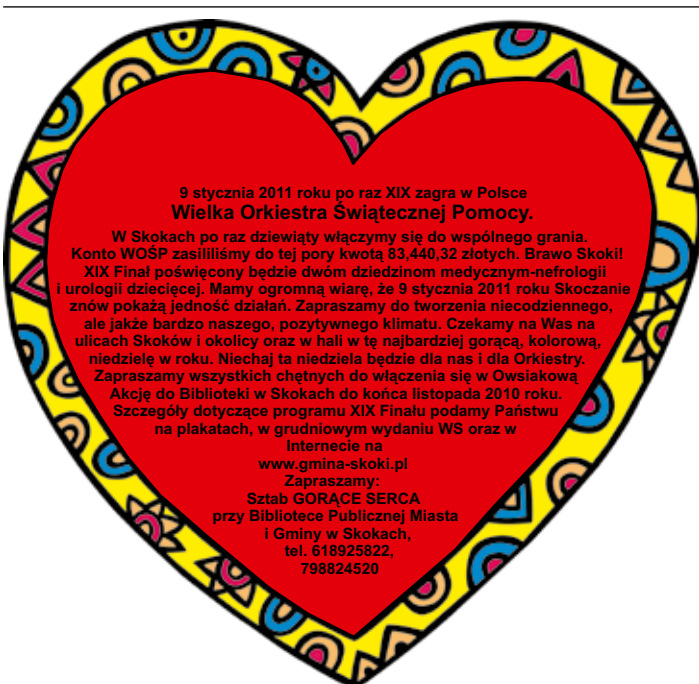 9 stycznia 2011 roku po raz XIX zagra w Polsce
Wielka Orkiestra Świątecznej Pomocy.
W Skokach po raz dziewiąty włączymy się do wspólnego grania.
Konto WOŚP zasililiśmy do tej pory kwotą 83,440,32 złotych. Brawo Skoki!
XIX Finał poświęcony będzie dwóm dziedzinom medycznym-nefrologii
i urologii dziecięcej. Mamy ogromną wiarę, że 9 stycznia 2011 roku Skoczanie
znów pokażą jedność działań. Zapraszamy do tworzenia niecodziennego,
ale jakże bardzo naszego, pozytywnego klimatu. Czekamy na Was na
ulicach Skoków i okolicy oraz w hali w tę najbardziej gorącą, kolorową,
niedzielę w roku. Niechaj ta niedziela będzie dla nas i dla Orkiestry.
Zapraszamy wszystkich chętnych do włączenia się w Owsiakową
Akcję do Biblioteki w Skokach do końca listopada 2010 roku.
Szczegóły dotyczące programu XIX Finału podamy Państwu
na plakatach, w grudniowym wydaniu WS oraz w
Internecie na
www.gmina-skoki.pl
Zapraszamy:
Sztab GORĄCE SERCA
przy Bibliotece Publicznej Miasta
i Gminy w Skokach,
tel. 618925822,
798824520